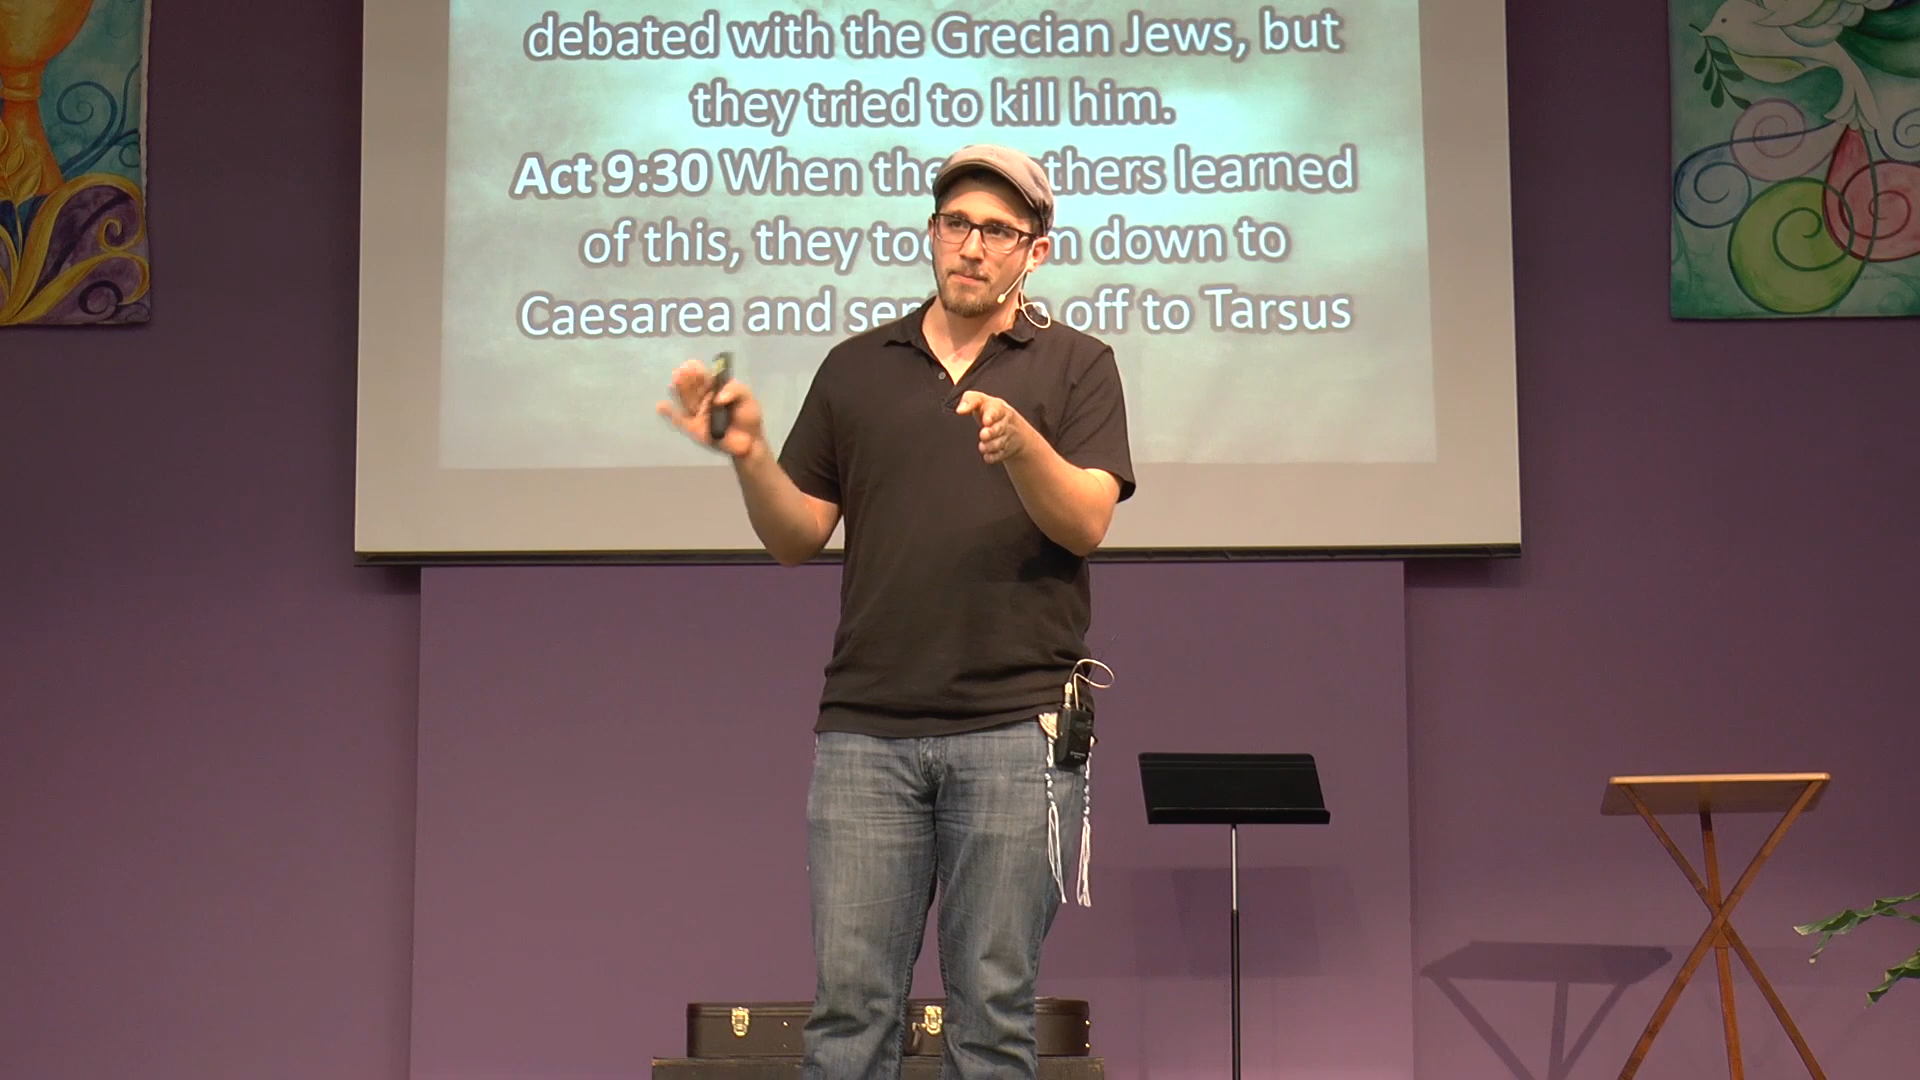 debated with the Grecian Jews, but
they tried to kill him.
Act 9:30 When the thers learned
of this, they too m down to
Caesarea and sen off to Tarsus